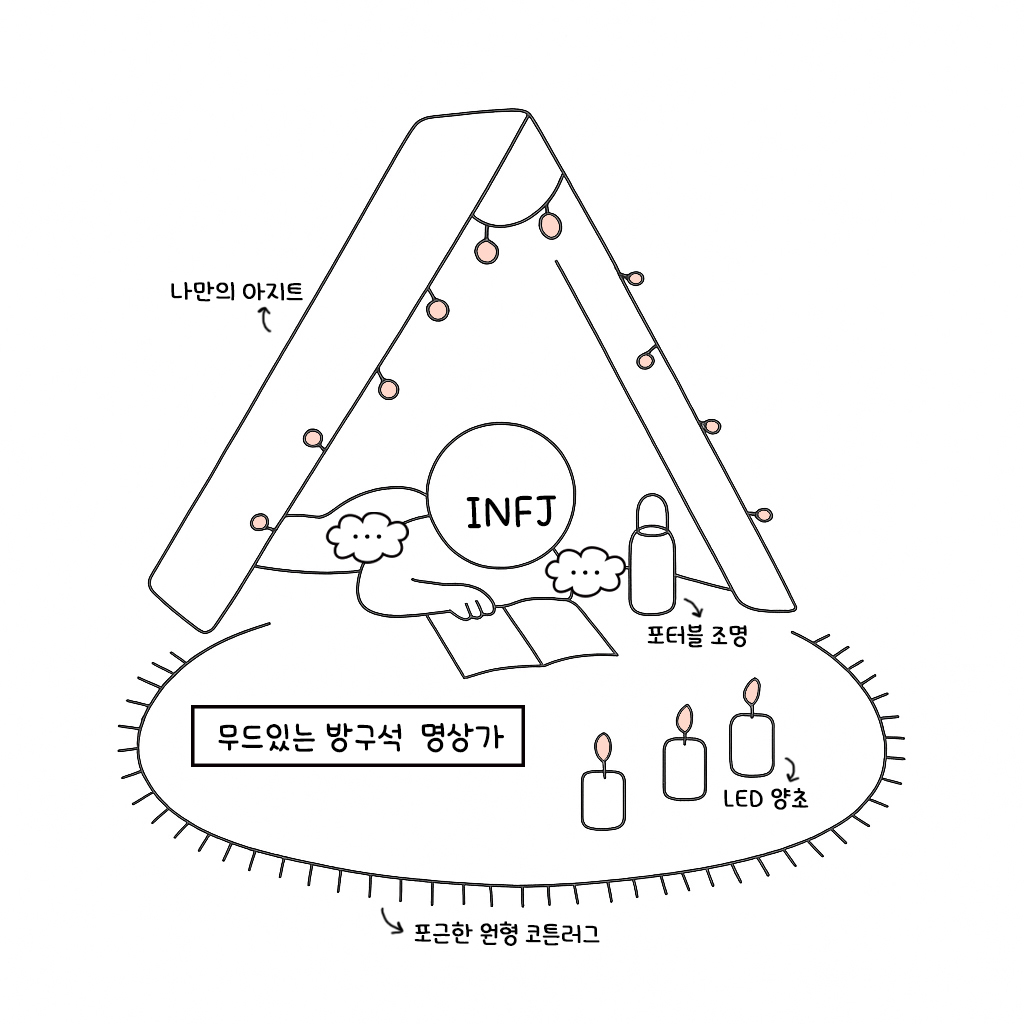 나만의 아지트
INFJ
...
...
포터블 조명
무드있는 방구석 명상가
LED 양초
포근한 원형 코튼러그